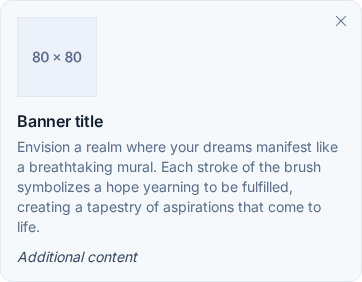 80 × 80
Banner title
Envision a realm where your dreams manifest like
a breathtaking mural. Each stroke of the brush
symbolizes a hope yearning to be fulfilled,
creating a tapestry of aspirations that come to
life.
Additional content